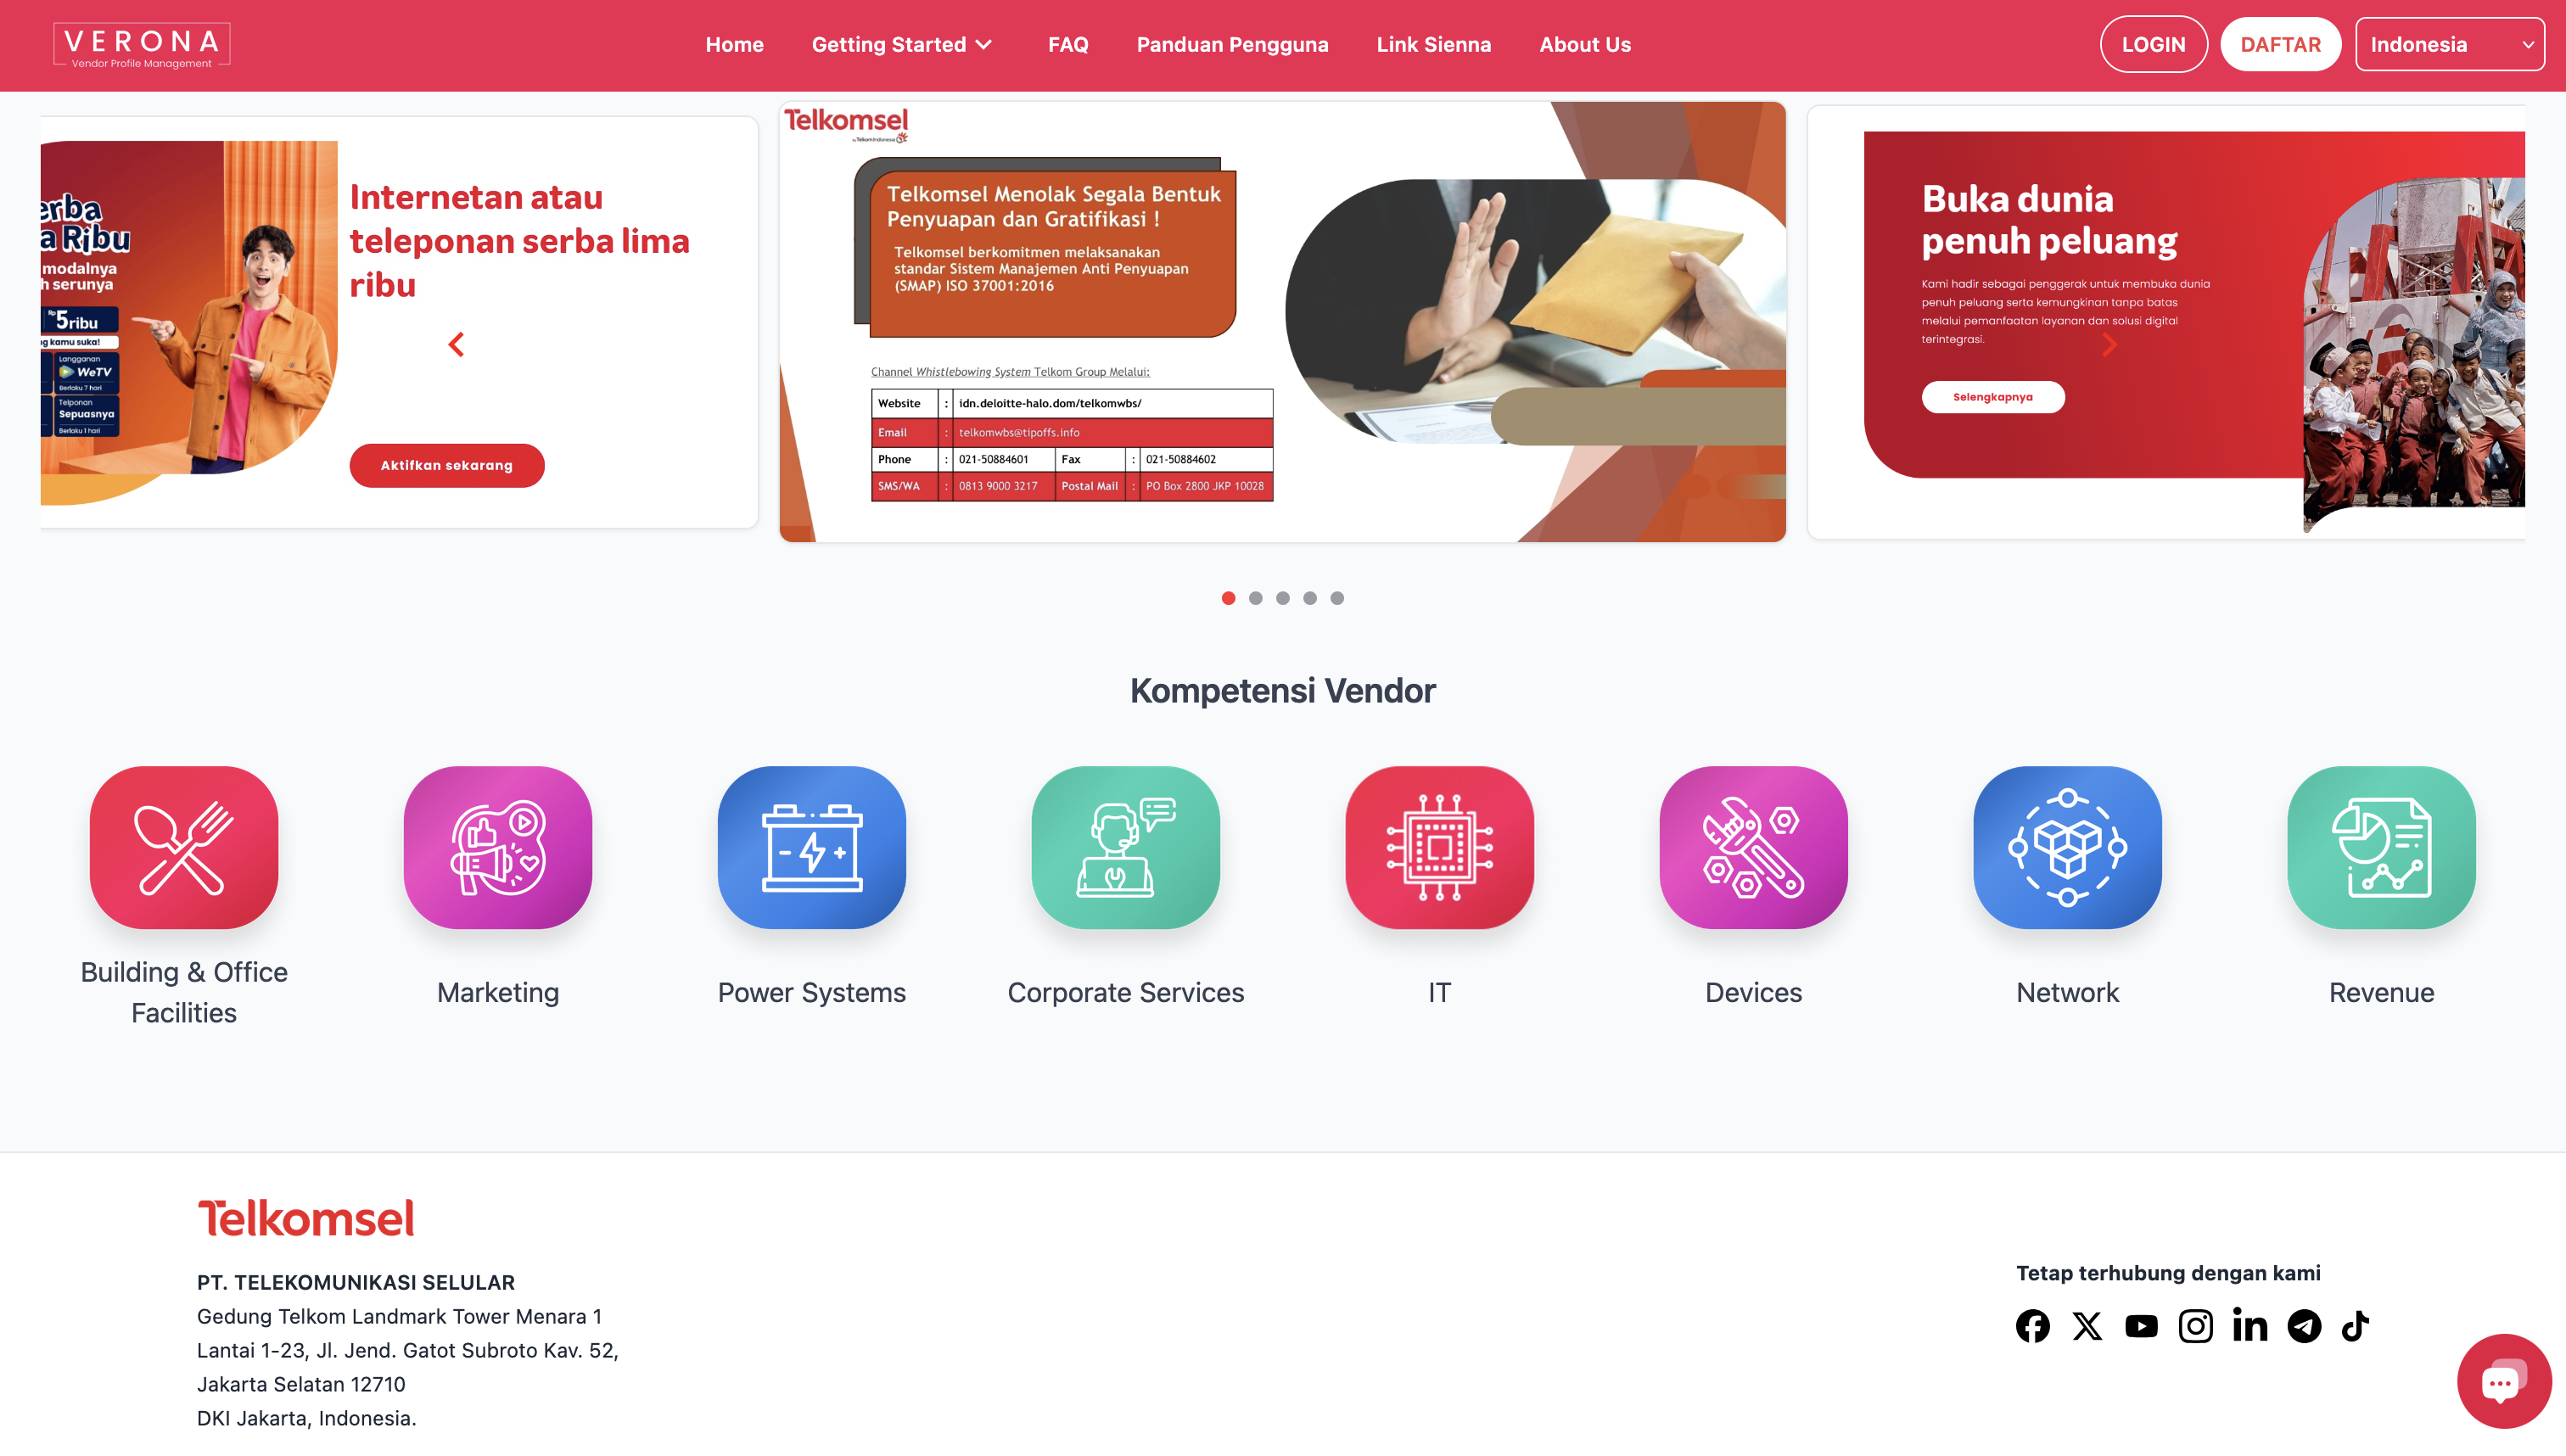 VERONA
Vendor Profile Management
Home
Getting Started
FAQ
Panduan Pengguna
Link Sienna
About Us
LOGIN
DAFTAR
Indonesia
a Ribu
modalnya
serunya
Rp5ribu
kamu suka!
Langganan
WeTV
Berlaku 7 hari
Telponan
Sepuasnya
Berlaku 1 hari
Internetan atau
teleponan serba lima
ribu
Aktifkan sekarang
Telkomsel
by Telkom Indonesia
Telkomsel Menolak Segala Bentuk
Penyuapan dan Gratifikasi !
Telkomsel berkomitmen melaksanakan
standar Sistem Manajemen Anti Penyuapan
(SMAP) ISO 37001:2016
Channel Whistlebowing System Telkom Group Melalui:
Website : idn.deloitte-halo.dom/telkomwbs/
Email : telkomwbs@tipoffs.info
Phone : 021-50884601 Fax : 021-50884602
SMS/WA : 0813 9000 3217 Postal Mail : PO Box 2800 JKP 10028
Buka dunia
penuh peluang
Kami hadir sebagai penggerak untuk membuka dunia
penuh peluang serta kemungkinan tanpa batas
melalui pemanfaatan layanan dan solusi digital
terintegrasi.
Selengkapnya
Kompetensi Vendor
Building & Office
Facilities
Marketing
Power Systems
Corporate Services
IT
Devices
Network
Revenue
Telkomsel
PT. TELEKOMUNIKASI SELULAR
Gedung Telkom Landmark Tower Menara 1
Lantai 1-23, Jl. Jend. Gatot Subroto Kav. 52,
Jakarta Selatan 12710
DKI Jakarta, Indonesia.
Tetap terhubung dengan kami